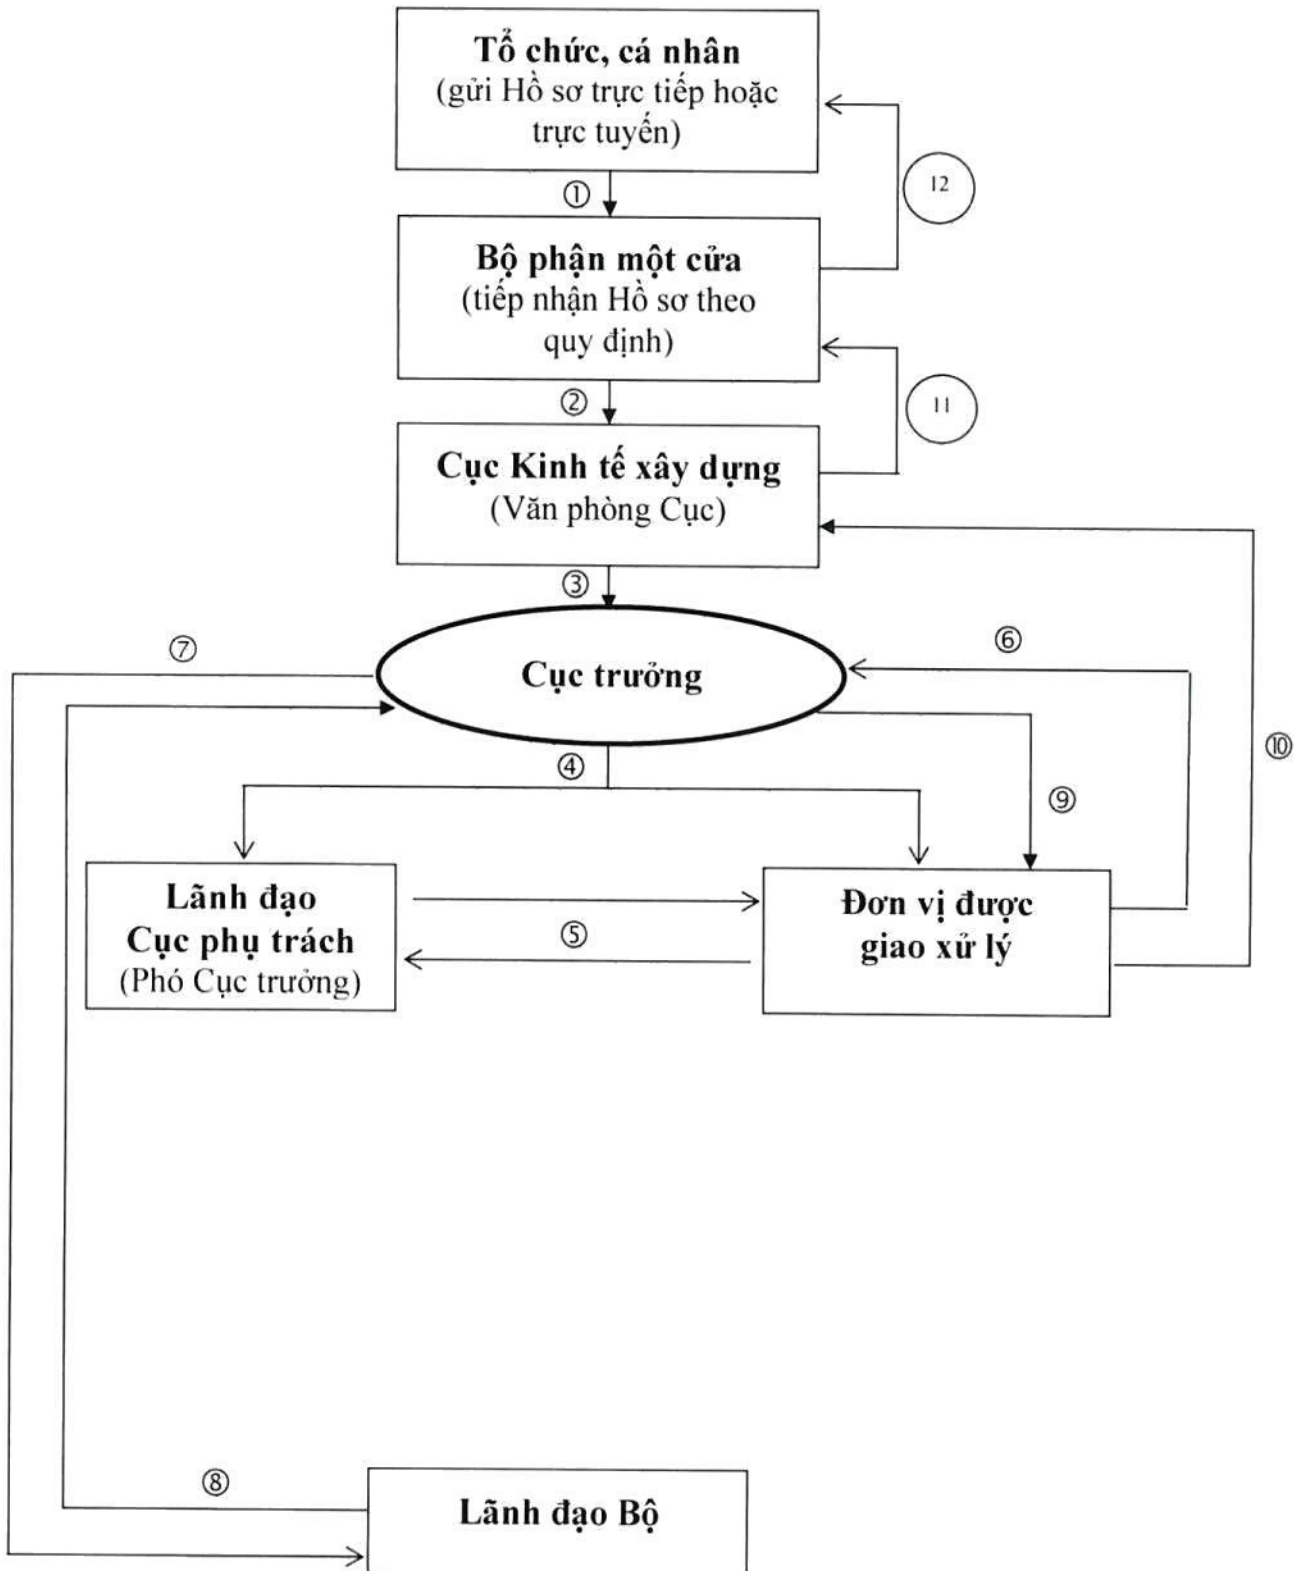 Tổ chức, cá nhân
(gửi Hồ sơ trực tiếp hoặc
trực tuyến)
①
12
Bộ phận một cửa
(tiếp nhận Hồ sơ theo
quy định)
②
11
Cục Kinh tế xây dựng
(Văn phòng Cục)
③
⑦
⑥
Cục trưởng
④
⑩
⑨
Lãnh đạo
Cục phụ trách
(Phó Cục trưởng)
⑤
Đơn vị được
giao xử lý
⑧
Lãnh đạo Bộ